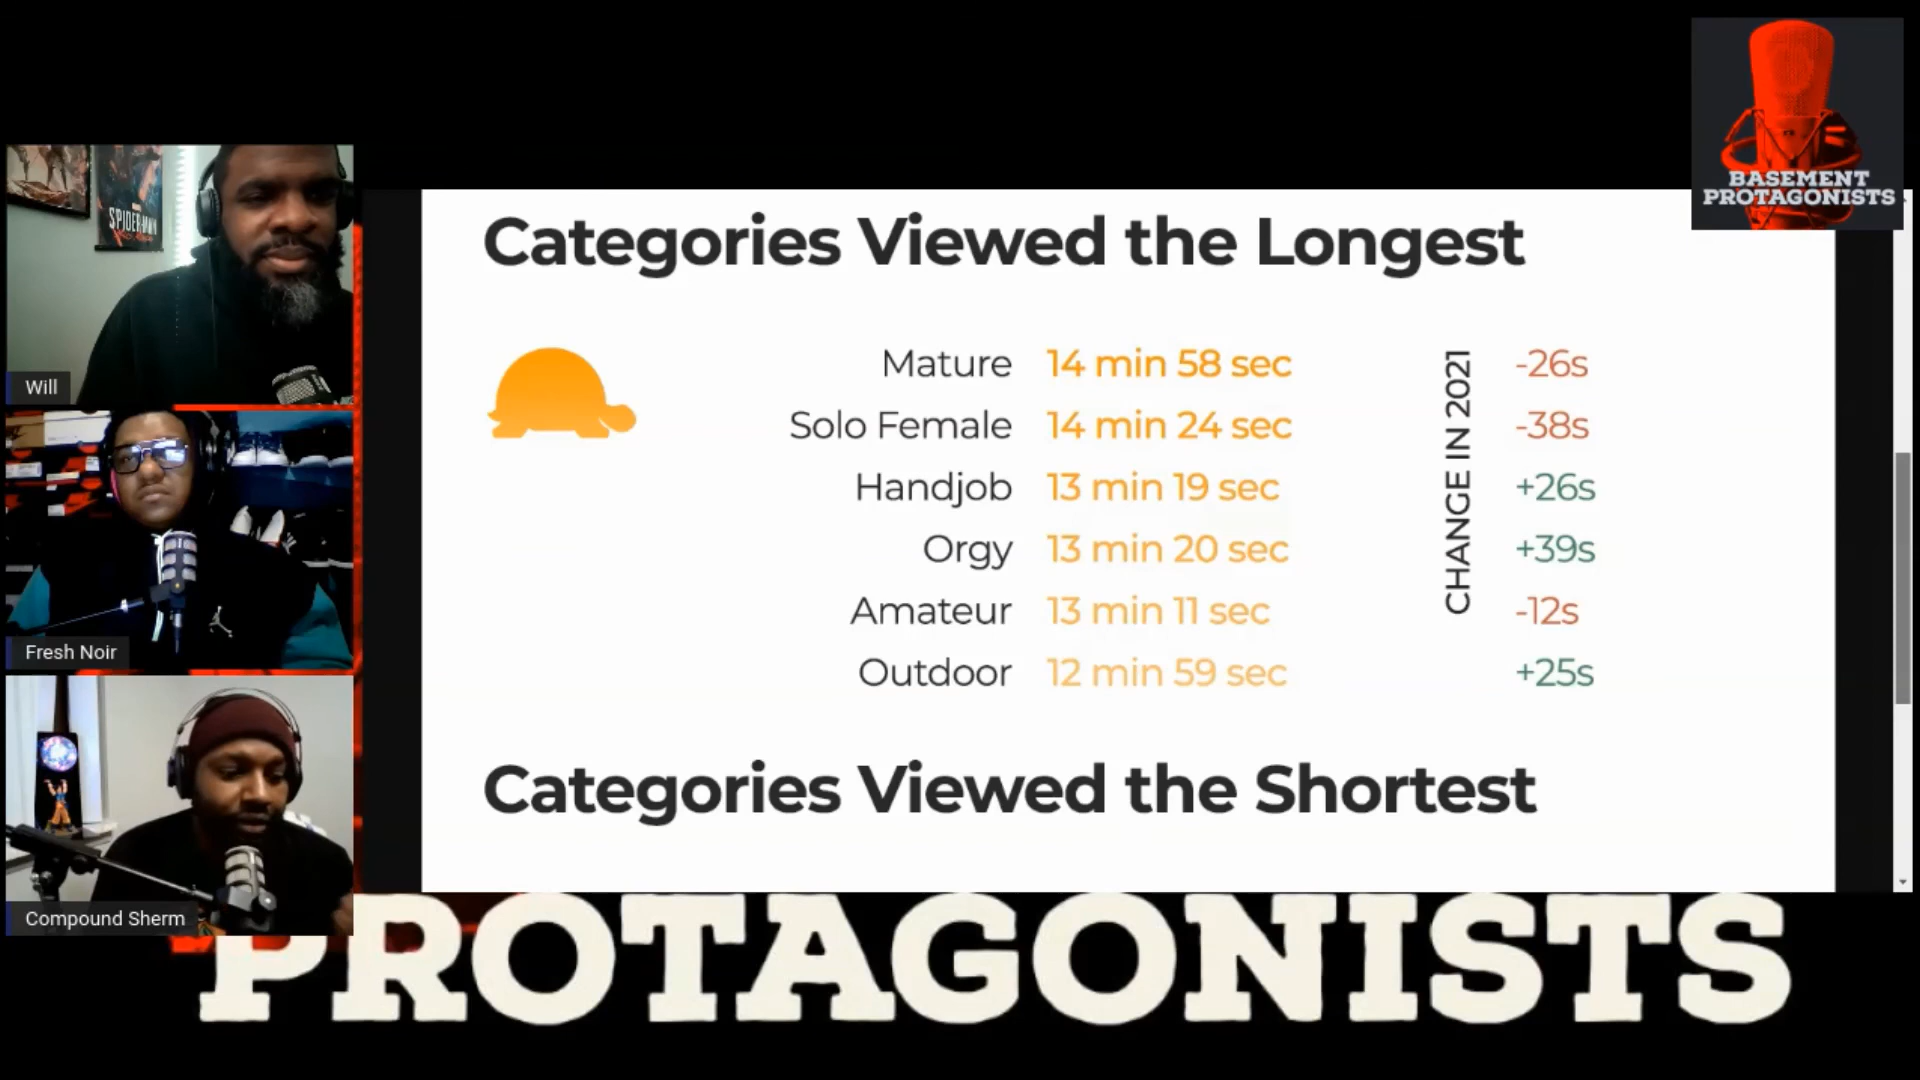 BASEMENT
PROTAGONISTS
SPIDER-MAN
Will
Fresh Noir
Compound Sherm
Categories Viewed the Longest
Mature 14 min 58 sec -26s
Solo Female 14 min 24 sec -38s
Handjob 13 min 19 sec +26s
Orgy 13 min 20 sec +39s
Amateur 13 min 11 sec -12s
Outdoor 12 min 59 sec +25s
CHANGE IN 2021
Categories Viewed the Shortest
PROTAGONISTS